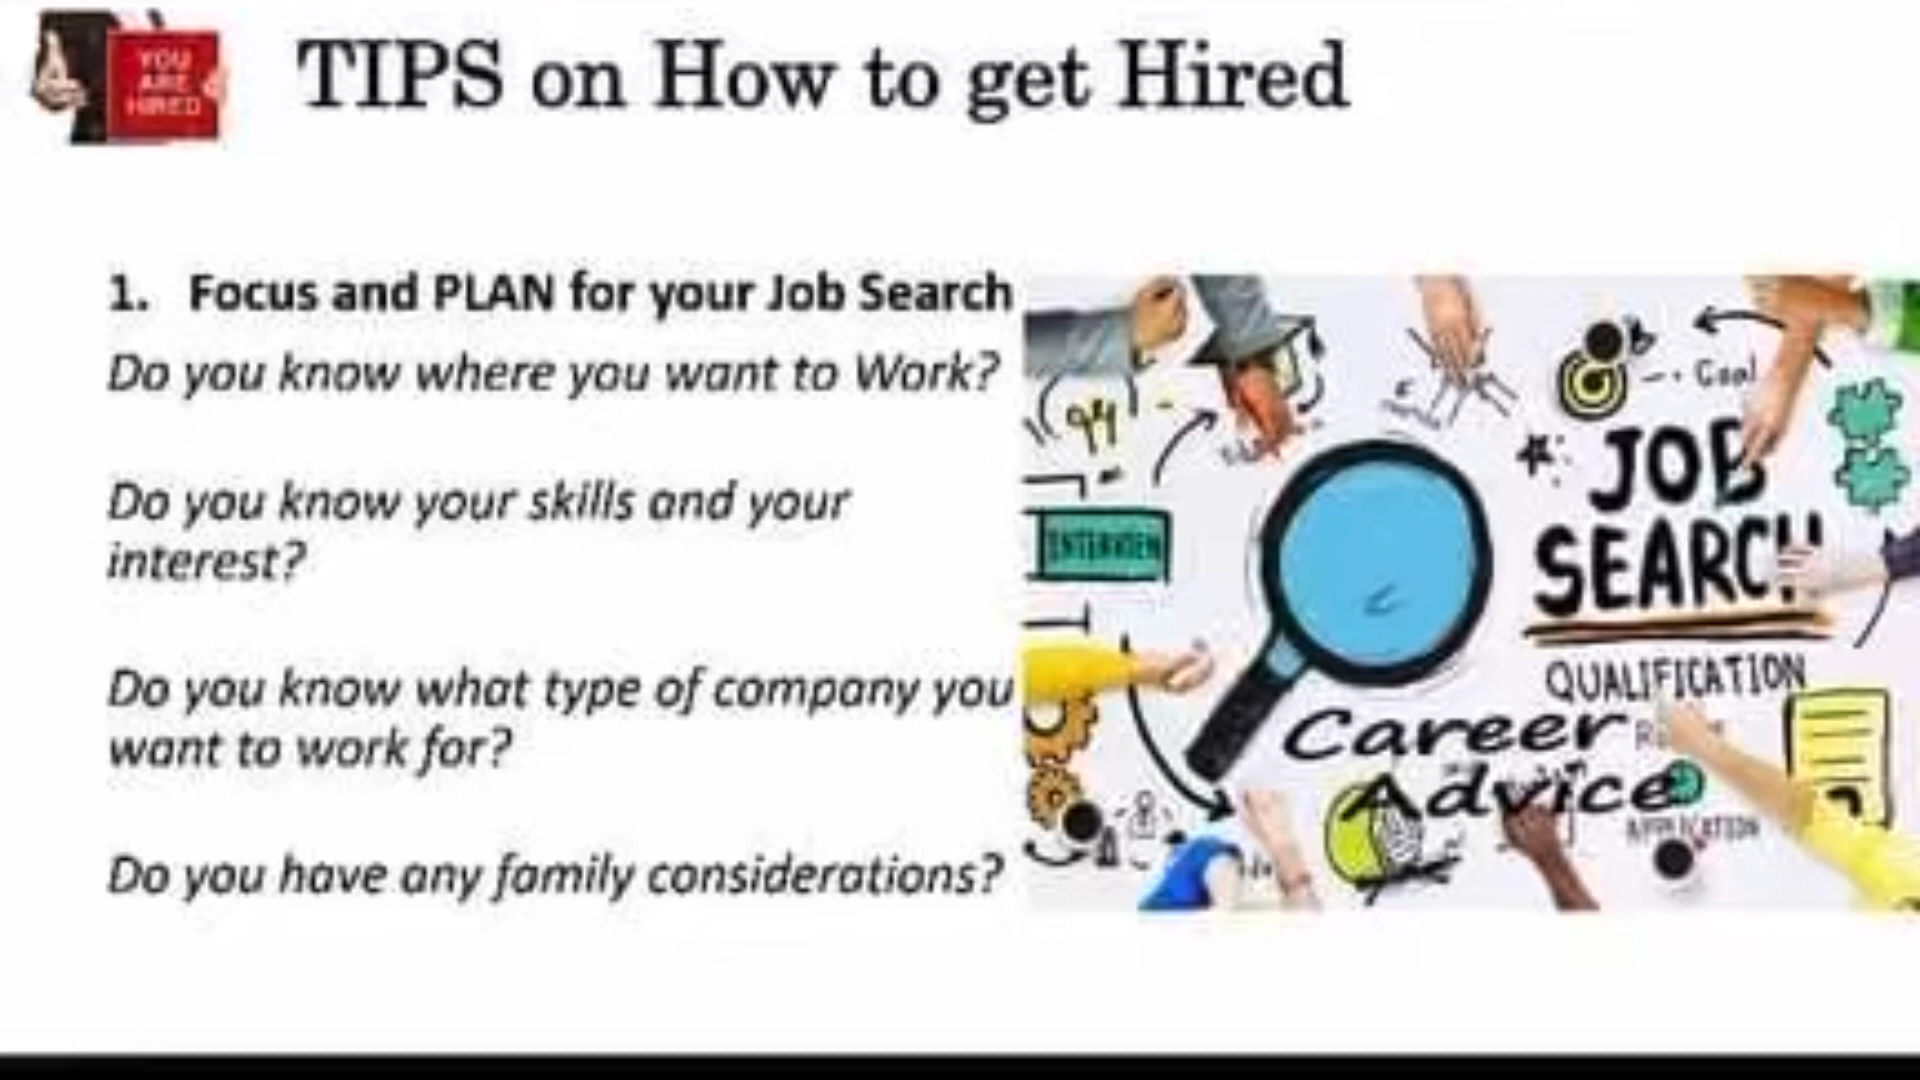 YOU
ARE
HIRED
TIPS on How to get Hired
1. Focus and PLAN for your Job Search
Do you know where you want to Work?
Do you know your skills and your
interest?
Do you know what type of company you
want to work for?
Do you have any family considerations?
Goal
JOB
SEARCH
INTERVIEW
QUALIFICATION
Career
Advice
APPLICATION